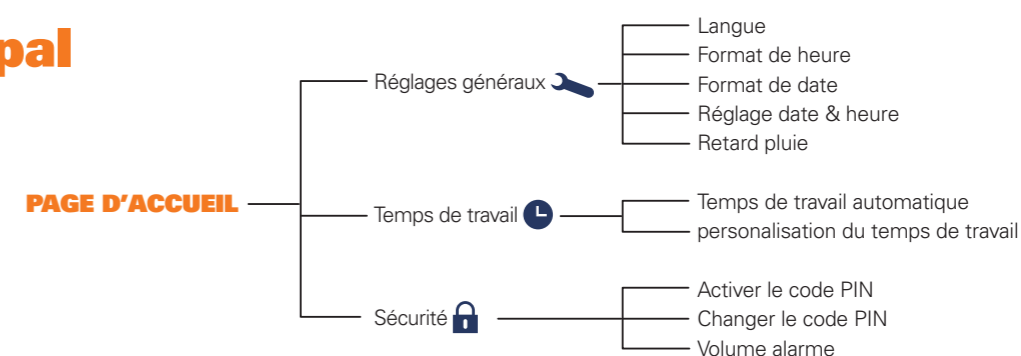 pal
PAGE D’ACCUEIL
Réglages généraux
Langue
Format de heure
Format de date
Réglage date & heure
Retard pluie
Temps de travail
Temps de travail automatique
personalisation du temps de travail
Sécurité
Activer le code PIN
Changer le code PIN
Volume alarme